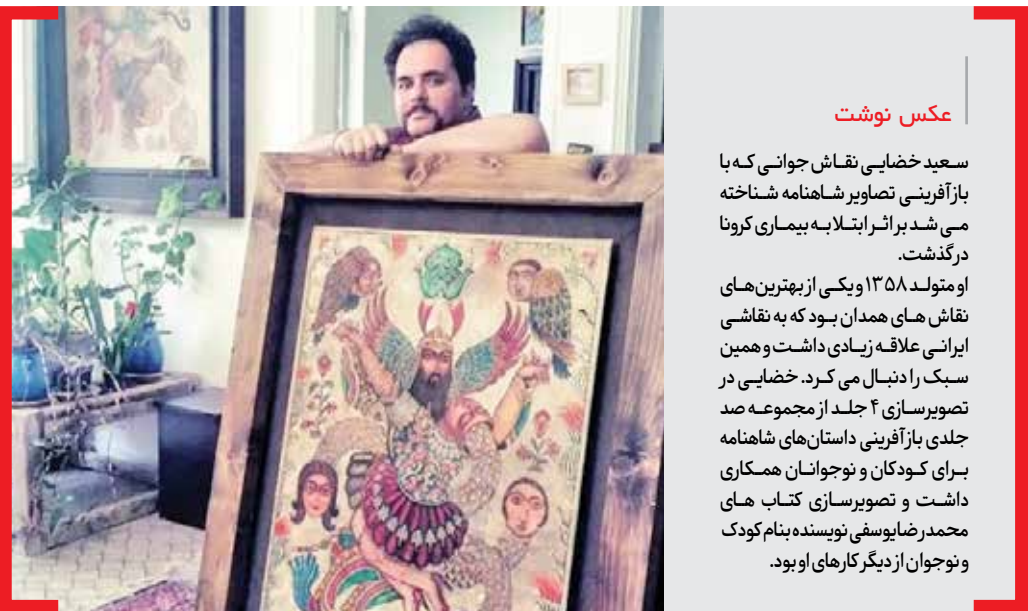 عکس نوشت
سعید خضایی نقاش جوانی که با
بازآفرینی تصاویر شاهنامه شناخته
می شد بر اثر ابتلا به بیماری کرونا
درگذشت.
او متولد ۱۳۵۸ و یکی از بهترین‌های
نقاش های همدان بود که به نقاشی
ایرانی علاقه زیادی داشت و همین
سبک را دنبال می کرد. خضایی در
تصویرسازی ۴ جلد از مجموعه صد
جلدی بازآفرینی داستان‌های شاهنامه
برای کودکان و نوجوانان همکاری
داشت و تصویرسازی کتاب های
محمدرضا یوسفی نویسنده بنام کودک
و نوجوان از دیگر کارهای او بود.